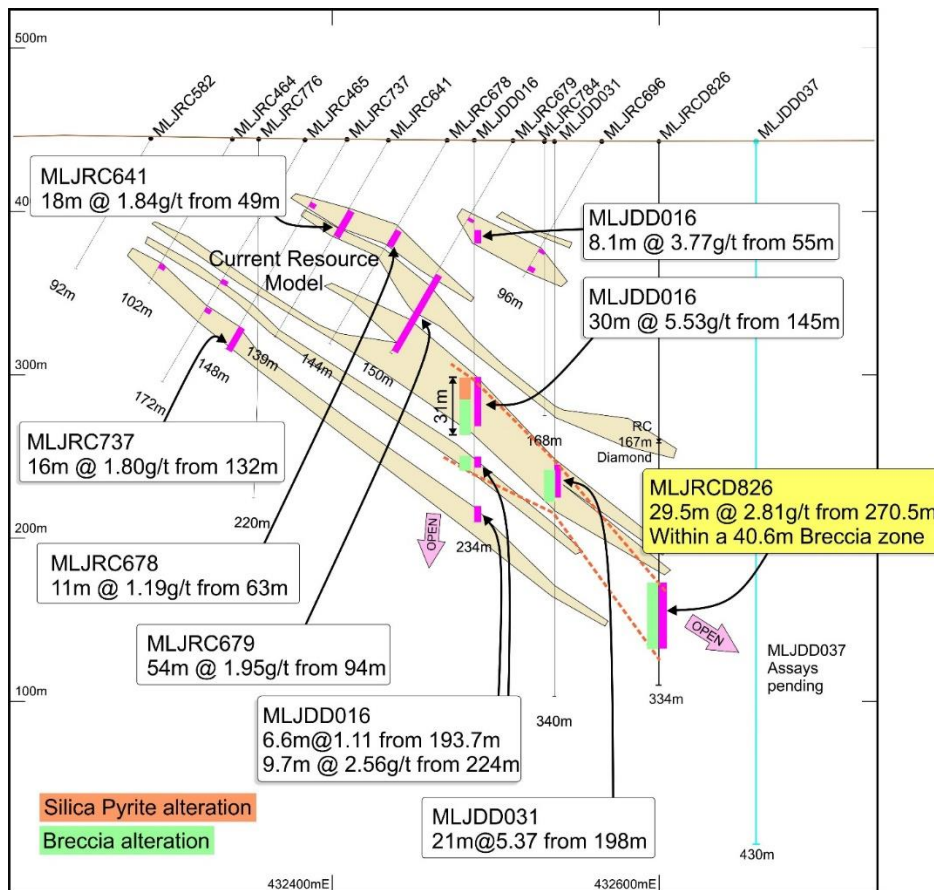 500m
MLJRC582
MLJRC464
MLJRC776
MLJRC465
MLJRC737
MLJRC641
MLJRC678
MLJDD016
MLJRC679
MLJRC784
MLJDD031
MLJRC696
MLJRCD826
MLJDD037
MLJRC641
18m @ 1.84g/t from 49m
MLJDD016
8.1m @ 3.77g/t from 55m
Current Resource
Model
92m
102m
96m
MLJDD016
30m @ 5.53g/t from 145m
300m
172m
148m
139m
144m
150m
31m
168m
RC
167m
Diamond
MLJRC737
16m @ 1.80g/t from 132m
MLJRCD826
29.5m @ 2.81g/t from 270.5m
Within a 40.6m Breccia zone
200m
220m
OPEN
234m
MLJRC678
11m @ 1.19g/t from 63m
MLJRC679
54m @ 1.95g/t from 94m
OPEN
MLJDD037
Assays
pending
100m
334m
340m
MLJDD016
6.6m@1.11 from 193.7m
9.7m @ 2.56g/t from 224m
MLJDD031
21m@5.37 from 198m
Silica Pyrite alteration
Breccia alteration
430m
432400mE
432600mE